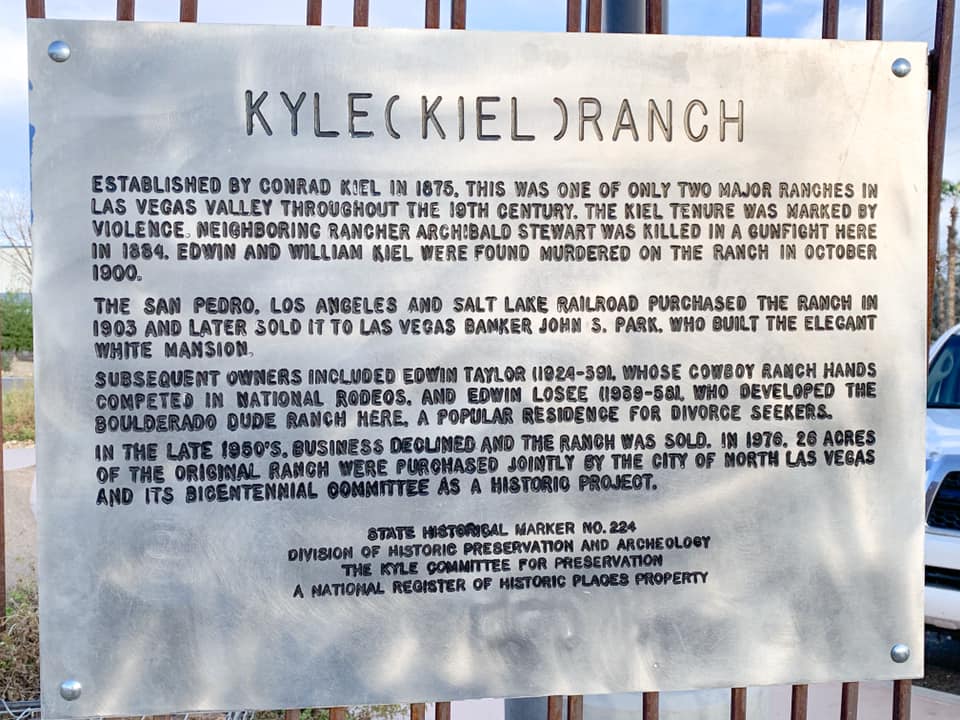 KYLE (KIEL) RANCH
ESTABLISHED BY CONRAD KIEL IN 1875, THIS WAS ONE OF ONLY TWO MAJOR RANCHES IN
LAS VEGAS VALLEY THROUGHOUT THE 19TH CENTURY. THE KIEL TENURE WAS MARKED BY
VIOLENCE. NEIGHBORING RANCHER ARCHIBALD STEWART WAS KILLED IN A GUNFIGHT HERE
IN 1884. EDWIN AND WILLIAM KIEL WERE FOUND MURDERED ON THE RANCH IN OCTOBER
1900.
THE SAN PEDRO, LOS ANGELES AND SALT LAKE RAILROAD PURCHASED THE RANCH IN
1903 AND LATER SOLD IT TO LAS VEGAS BANKER JOHN S. PARK, WHO BUILT THE ELEGANT
WHITE MANSION.
SUBSEQUENT OWNERS INCLUDED EDWIN TAYLOR (1924-39), WHOSE COWBOY RANCH HANDS
COMPETED IN NATIONAL RODEOS, AND EDWIN LOSEE (1939-58), WHO DEVELOPED THE
BOULDERADO DUDE RANCH HERE, A POPULAR RESIDENCE FOR DIVORCE SEEKERS.
IN THE LATE 1950'S, BUSINESS DECLINED AND THE RANCH WAS SOLD. IN 1976, 26 ACRES
OF THE ORIGINAL RANCH WERE PURCHASED JOINTLY BY THE CITY OF NORTH LAS VEGAS
AND ITS BICENTENNIAL COMMITTEE AS A HISTORIC PROJECT.
STATE HISTORICAL MARKER NO. 224
DIVISION OF HISTORIC PRESERVATION AND ARCHEOLOGY
THE KYLE COMMITTEE FOR PRESERVATION
A NATIONAL REGISTER OF HISTORIC PLACES PROPERTY